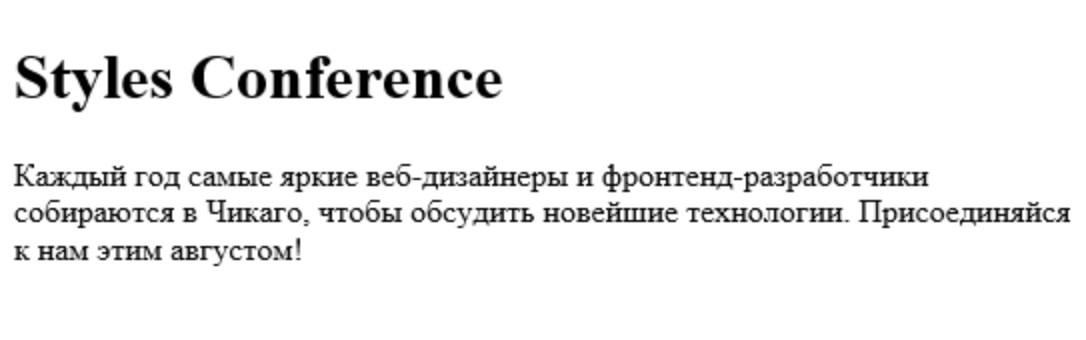 Styles Conference
Каждый год самые яркие веб-дизайнеры и фронтенд-разработчики
собираются в Чикаго, чтобы обсудить новейшие технологии. Присоединяйся
к нам этим августом!